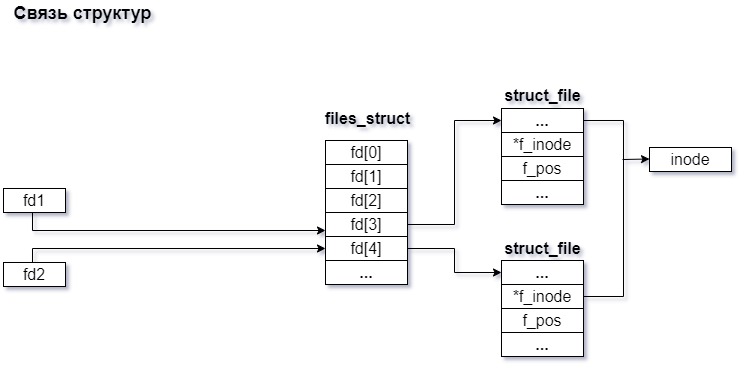 Связь структур
files_struct
fd[0]
fd[1]
fd[2]
fd[3]
fd[4]
...
fd1
fd2
struct_file
...
*f_inode
f_pos
...
struct_file
...
*f_inode
f_pos
...
inode